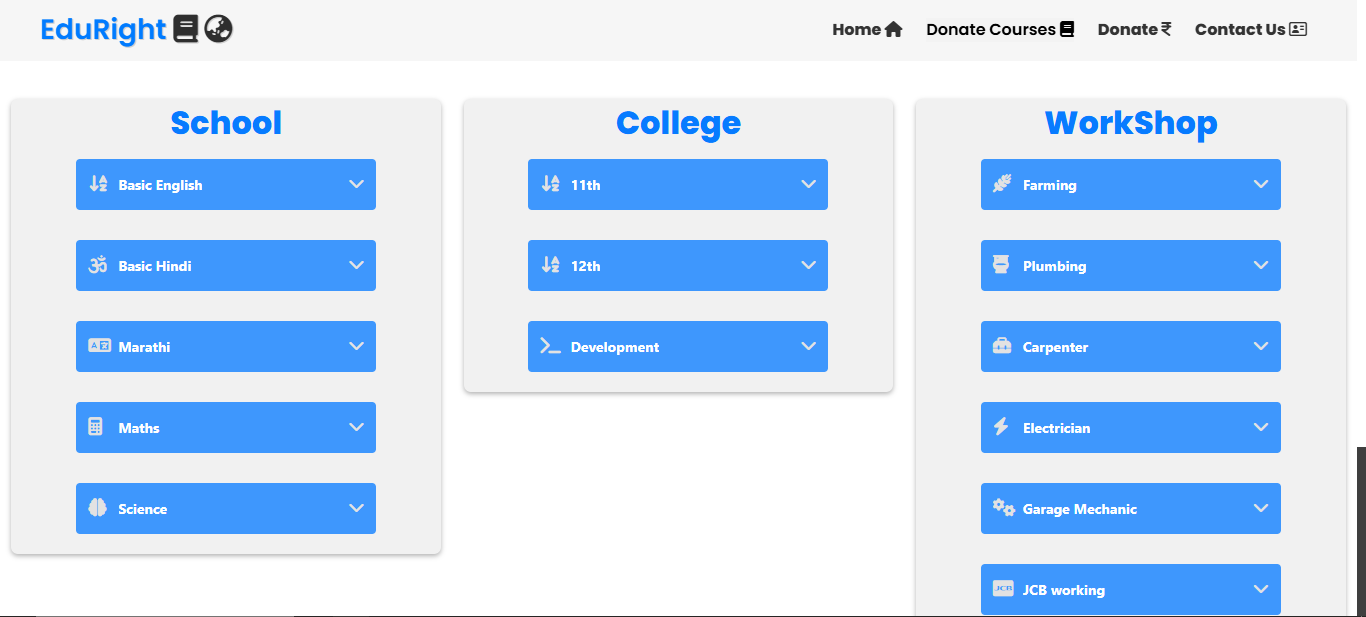 EduRight
Home
Donate Courses
Donate ₹
Contact Us
School
Basic English
ॐ Basic Hindi
Marathi
Maths
Science
College
11th
12th
Development
WorkShop
Farming
Plumbing
Carpenter
Electrician
Garage Mechanic
JCB JCB working